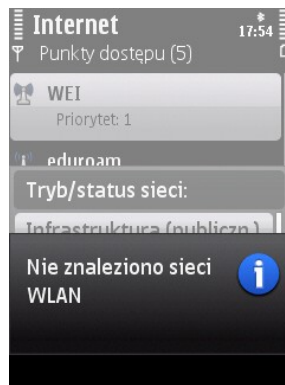 Internet
17:54
Punkty dostępu (5)
WEI
Priorytet: 1
eduroam
Tryb/status sieci:
Infrastruktura (publiczn.)
Nie znaleziono sieci
WLAN